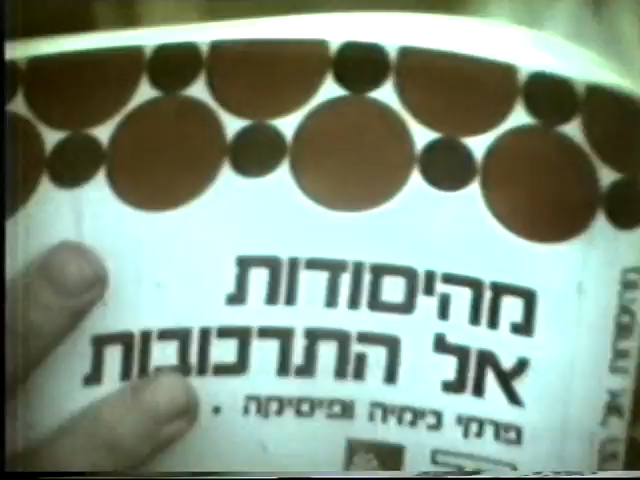 מהיסודות
אל התרכובות
פרקי כימיה ופיסיקה .